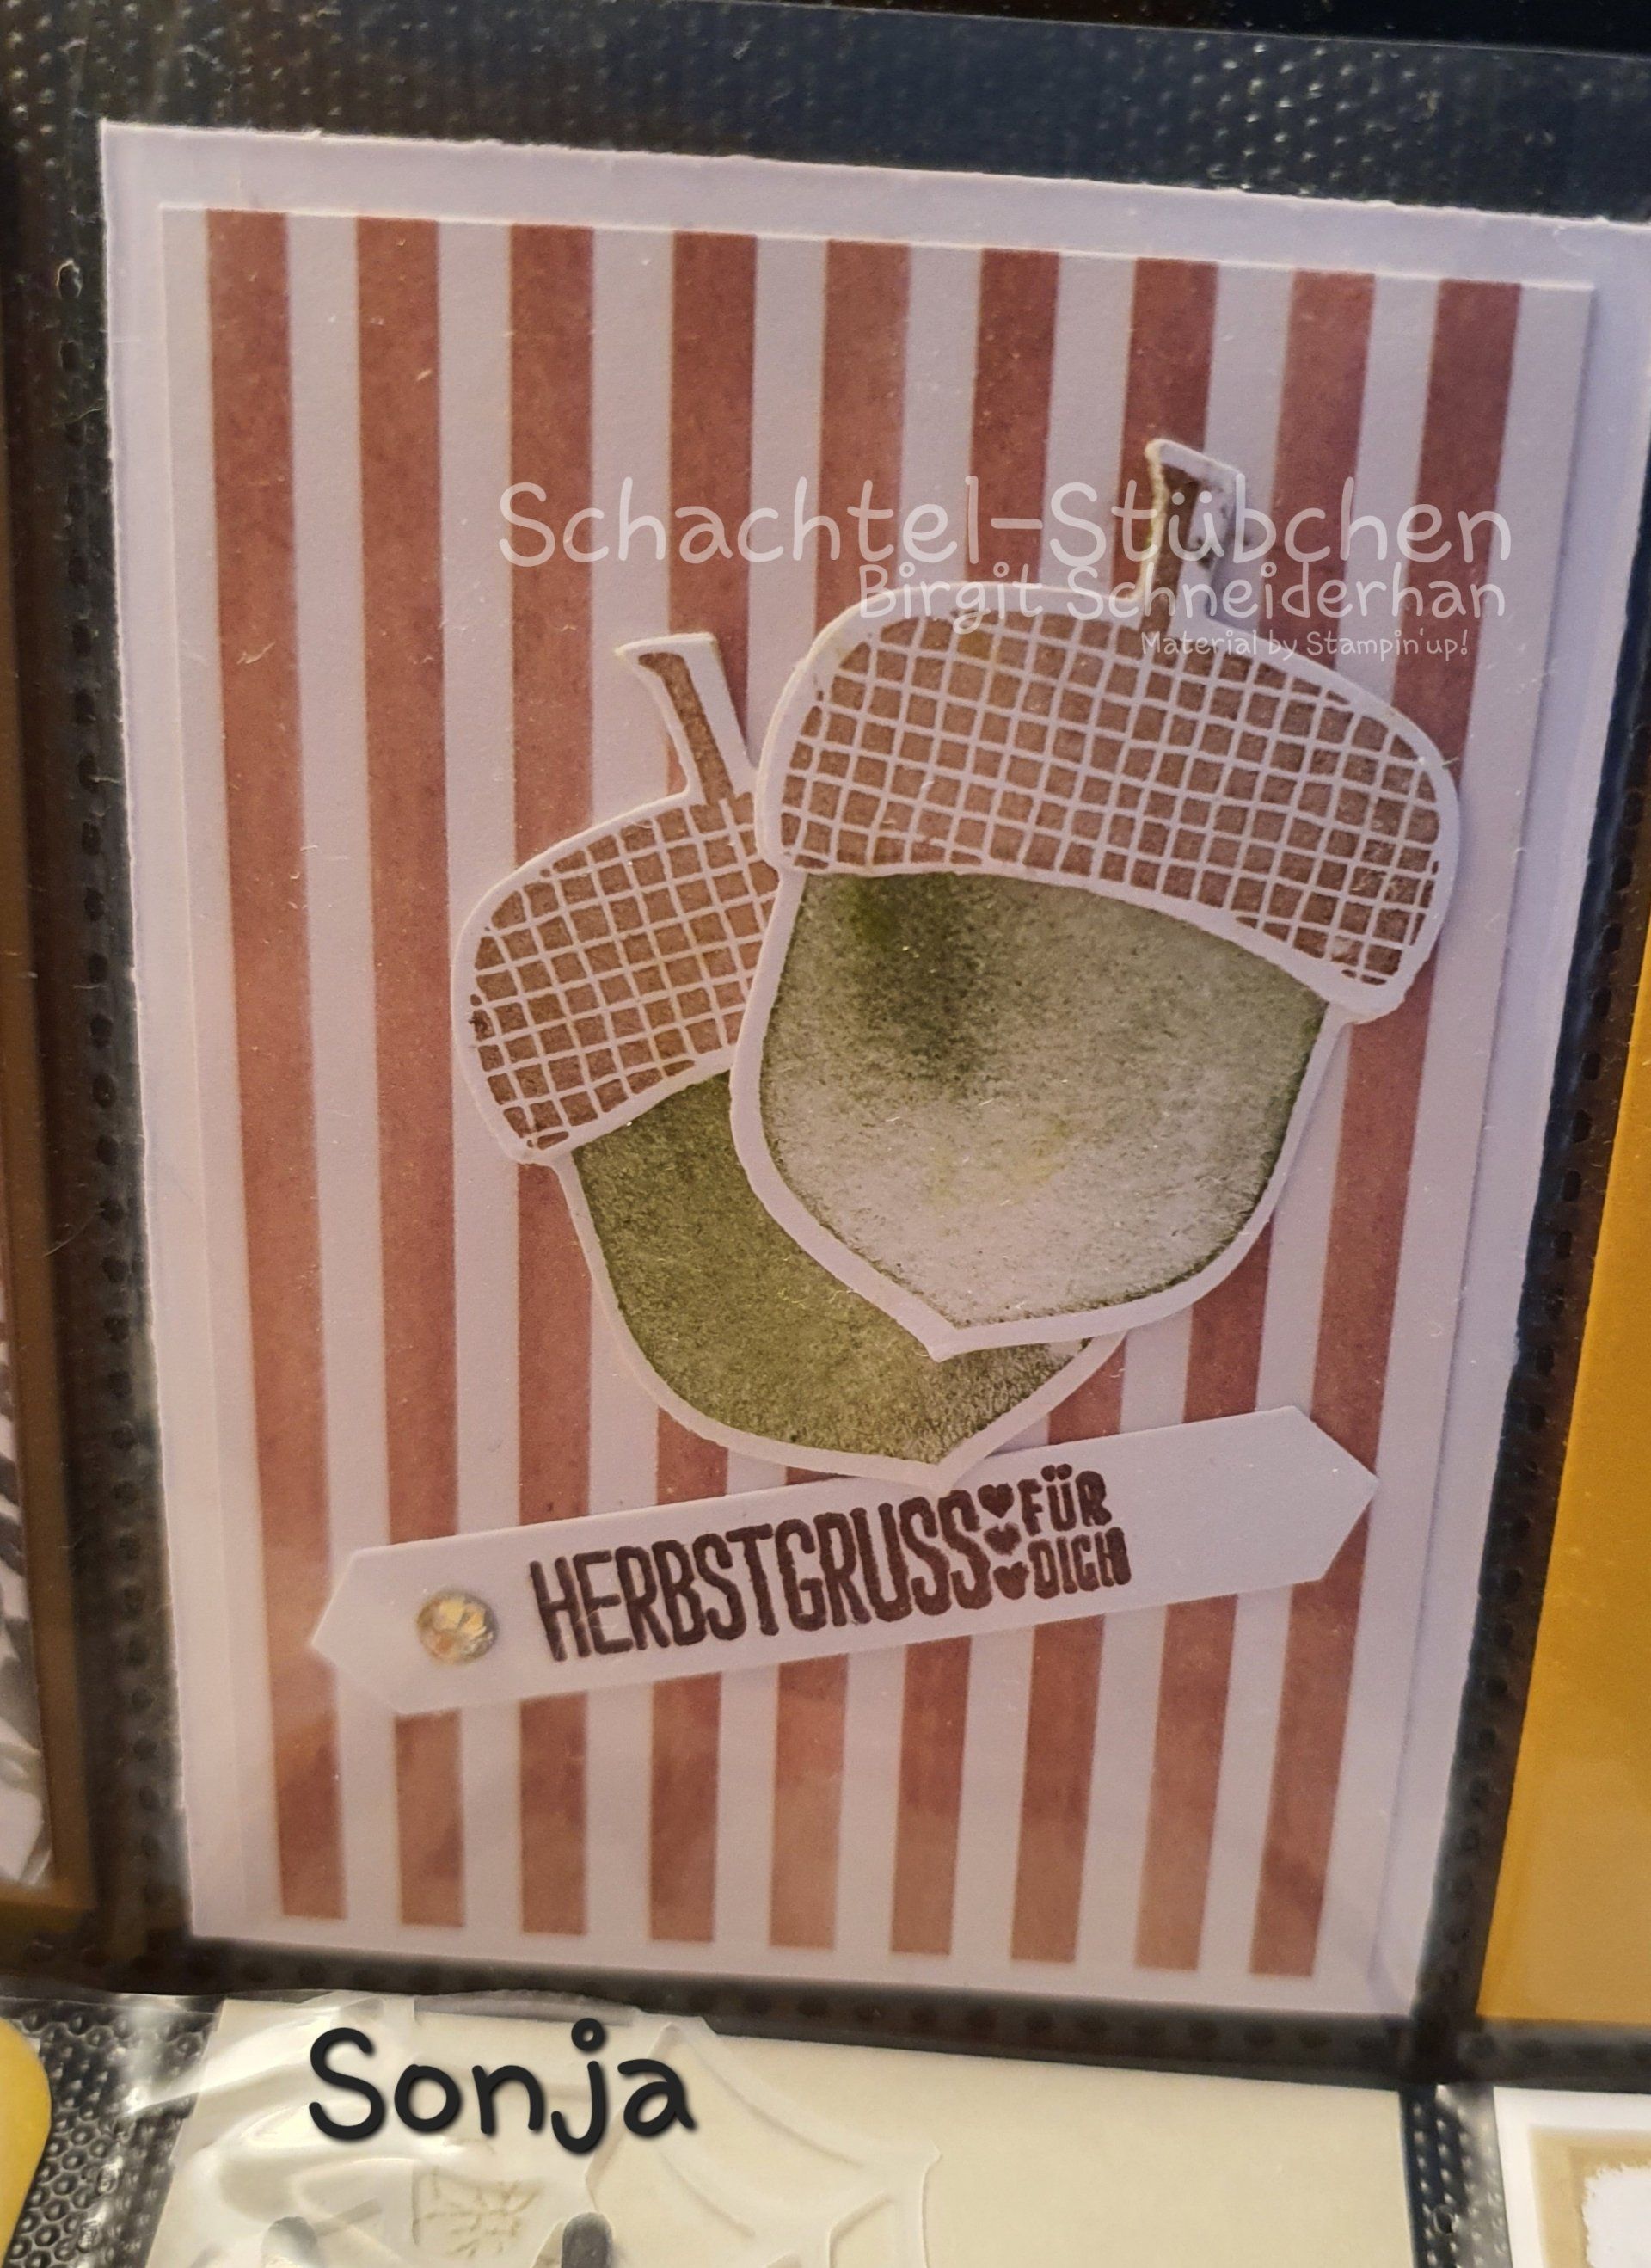 Schachtel-Stübchen
Birgit Schneiderhan
Material by Stampin'up!
HERBSTGRUSS FÜR
DICH
Sonja